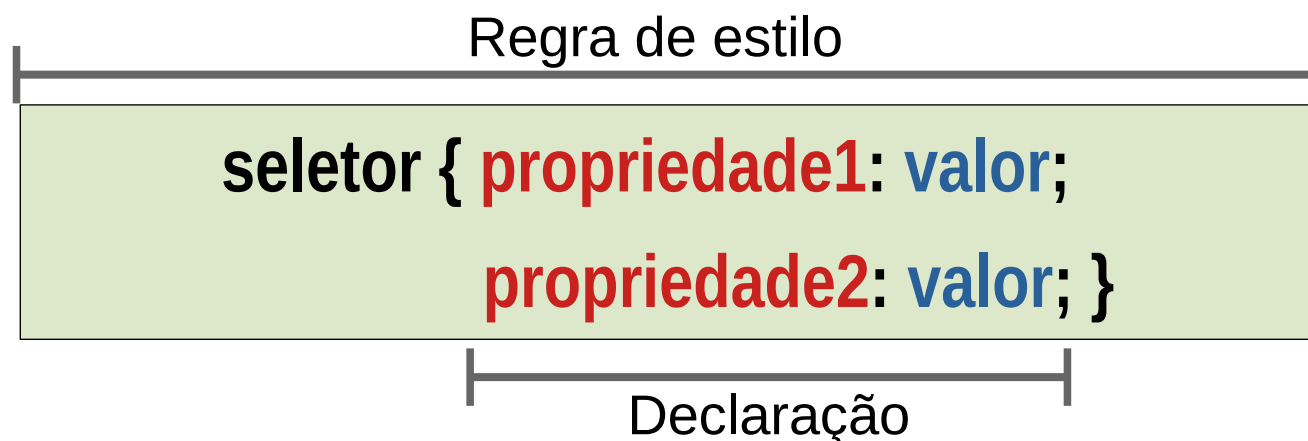 Regra de estilo
seletor { propriedade1: valor;
propriedade2: valor; }
Declaração